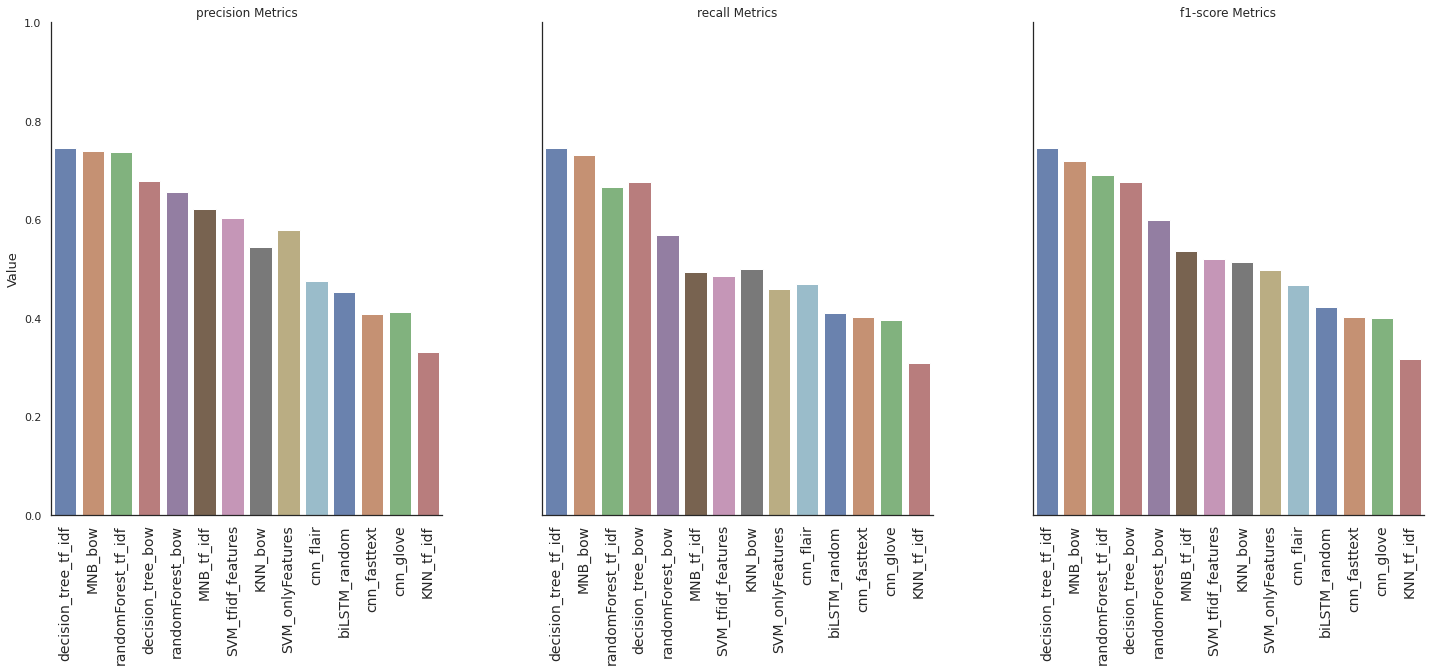 precision Metrics
recall Metrics
f1-score Metrics
Value
1.0
0.8
0.6
0.4
0.2
0.0
decision_tree_tf_idf
MNB_bow
randomForest_tf_idf
decision_tree_bow
randomForest_bow
MNB_tf_idf
SVM_tfidf_features
KNN_bow
SVM_onlyFeatures
cnn_flair
biLSTM_random
cnn_fasttext
cnn_glove
KNN_tf_idf
decision_tree_tf_idf
MNB_bow
randomForest_tf_idf
decision_tree_bow
randomForest_bow
MNB_tf_idf
SVM_tfidf_features
KNN_bow
SVM_onlyFeatures
cnn_flair
biLSTM_random
cnn_fasttext
cnn_glove
KNN_tf_idf
decision_tree_tf_idf
MNB_bow
randomForest_tf_idf
decision_tree_bow
randomForest_bow
MNB_tf_idf
SVM_tfidf_features
KNN_bow
SVM_onlyFeatures
cnn_flair
biLSTM_random
cnn_fasttext
cnn_glove
KNN_tf_idf